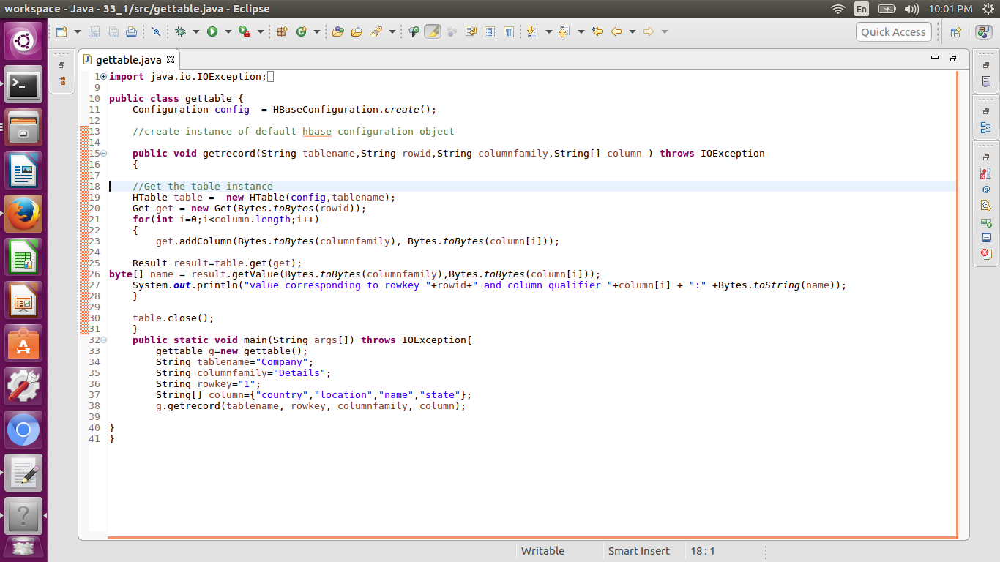 workspace - Java - 33_1/src/gettable.java - Eclipse
En
10:01 PM
Quick Access
gettable.java
1 import java.io.IOException;
9
10 public class gettable {
11 Configuration config  = HBaseConfiguration.create();
12
13 //create instance of default hbase configuration object
14
15 public void getrecord(String tablename,String rowid,String columnfamily,String[] column ) throws IOException
16 {
17
18 //Get the table instance
19 HTable table =  new HTable(config,tablename);
20 Get get = new Get(Bytes.toBytes(rowid));
21 for(int i=0;i<column.length;i++)
22 {
23 get.addColumn(Bytes.toBytes(columnfamily), Bytes.toBytes(column[i]));
24
25 Result result=table.get(get);
26 byte[] name = result.getValue(Bytes.toBytes(columnfamily),Bytes.toBytes(column[i]));
27 System.out.println("value corresponding to rowkey "+rowid+" and column qualifier "+column[i] + ":" +Bytes.toString(name));
28 }
29
30 table.close();
31 }
32 public static void main(String args[]) throws IOException{
33 gettable g=new gettable();
34 String tablename="Company";
35 String columnfamily="Details";
36 String rowkey="1";
37 String[] column={"country","location","name","state"};
38 g.getrecord(tablename, rowkey, columnfamily, column);
39
40 }
41 }
Writable
Smart Insert
18 : 1